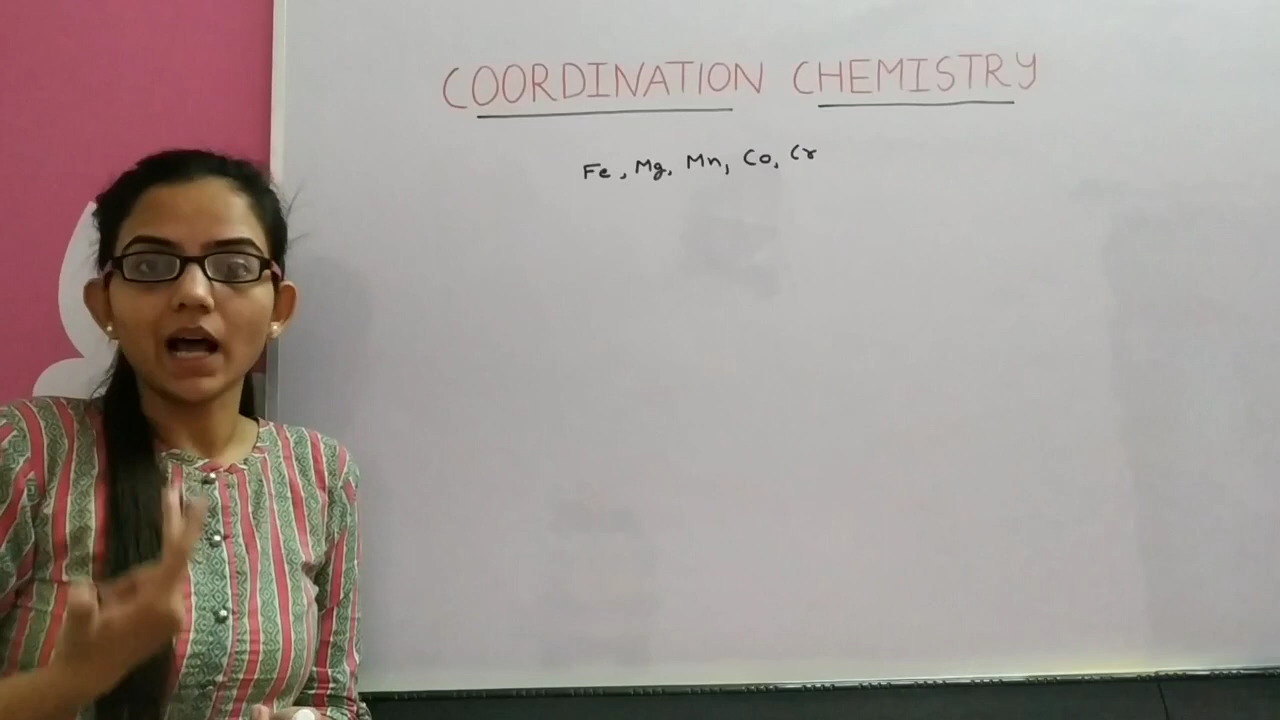 COORDINATION CHEMISTRY
Fe, Mg, Mn, Co, Cr